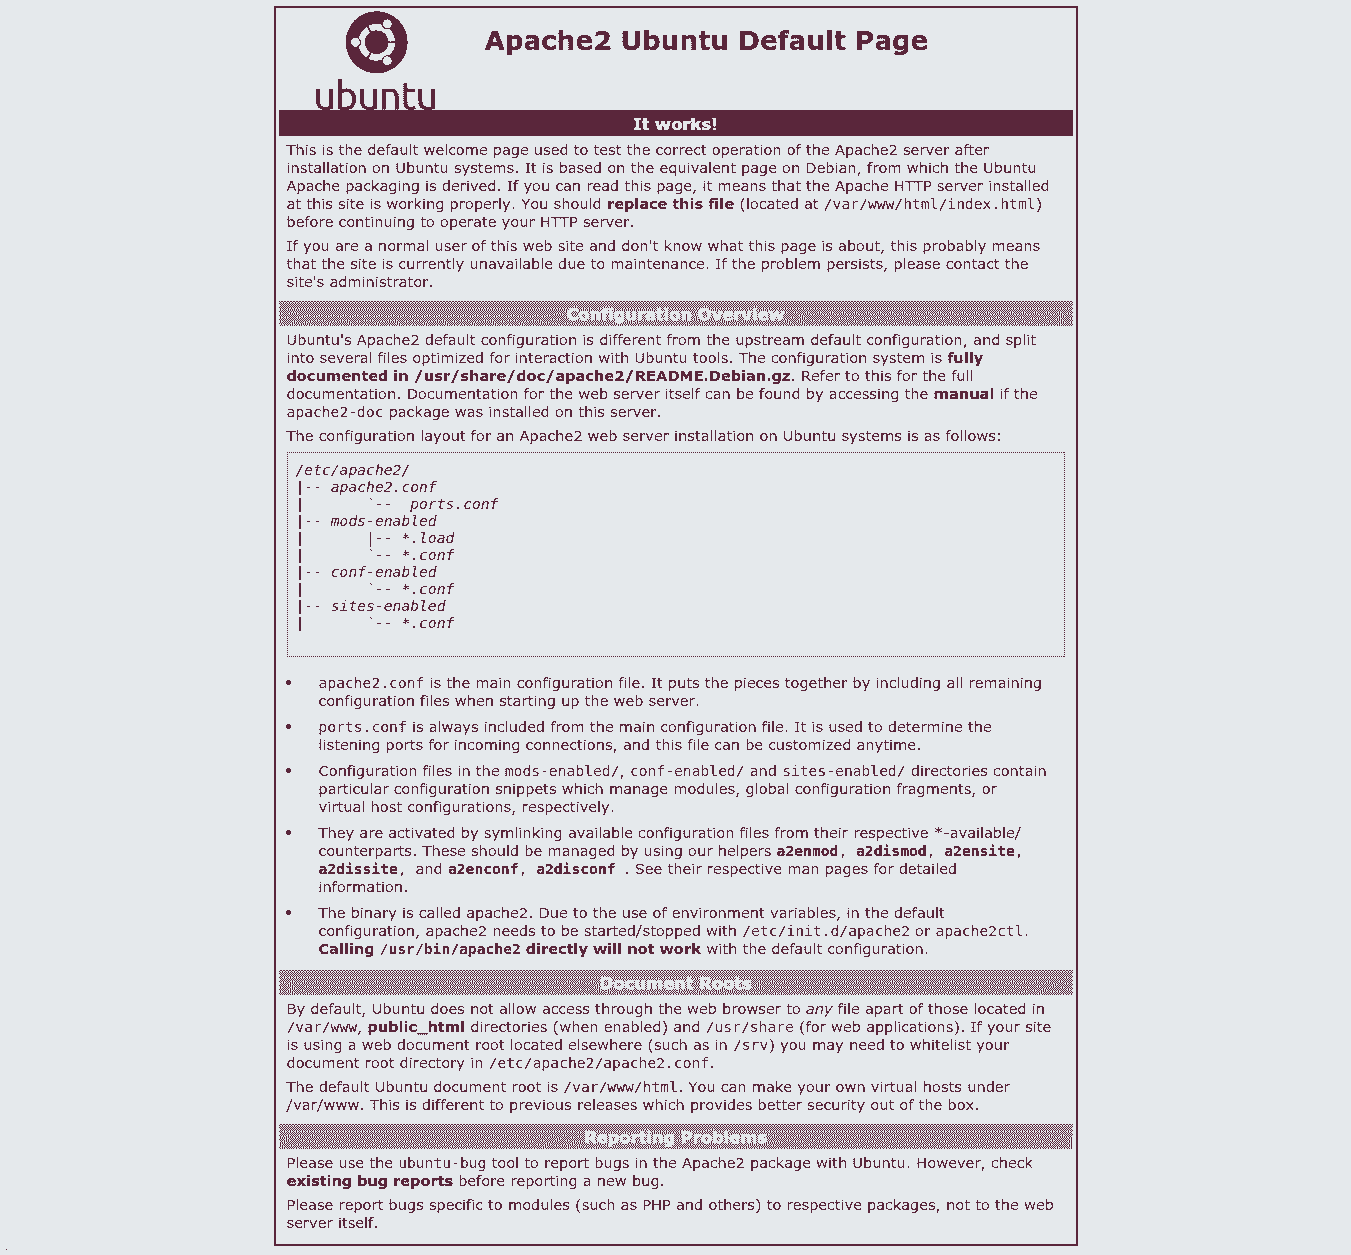 ubuntu
Apache2 Ubuntu Default Page
It works!
This is the default welcome page used to test the correct operation of the Apache2 server after
installation on Ubuntu systems. It is based on the equivalent page on Debian, from which the Ubuntu
Apache packaging is derived. If you can read this page, it means that the Apache HTTP server installed
at this site is working properly. You should replace this file (located at /var/www/html/index.html)
before continuing to operate your HTTP server.
If you are a normal user of this web site and don't know what this page is about, this probably means
that the site is currently unavailable due to maintenance. If the problem persists, please contact the
site's administrator.
Configuration Overview
Ubuntu's Apache2 default configuration is different from the upstream default configuration, and split
into several files optimized for interaction with Ubuntu tools. The configuration system is fully
documented in /usr/share/doc/apache2/README.Debian.gz. Refer to this for the full
documentation. Documentation for the web server itself can be found by accessing the manual if the
apache2-doc package was installed on this server.
The configuration layout for an Apache2 web server installation on Ubuntu systems is as follows:
/etc/apache2/
|-- apache2.conf
|       `--  ports.conf
|-- mods-enabled
|       |-- *.load
|       `-- *.conf
|-- conf-enabled
|       `-- *.conf
|-- sites-enabled
|       `-- *.conf
• apache2.conf is the main configuration file. It puts the pieces together by including all remaining
configuration files when starting up the web server.
• ports.conf is always included from the main configuration file. It is used to determine the
listening ports for incoming connections, and this file can be customized anytime.
• Configuration files in the mods-enabled/, conf-enabled/ and sites-enabled/ directories contain
particular configuration snippets which manage modules, global configuration fragments, or
virtual host configurations, respectively.
• They are activated by symlinking available configuration files from their respective *-available/
counterparts. These should be managed by using our helpers a2enmod, a2dismod, a2ensite,
a2dissite, and a2enconf, a2disconf . See their respective man pages for detailed
information.
• The binary is called apache2. Due to the use of environment variables, in the default
configuration, apache2 needs to be started/stopped with /etc/init.d/apache2 or apache2ctl.
Calling /usr/bin/apache2 directly will not work with the default configuration.
Document Roots
By default, Ubuntu does not allow access through the web browser to any file apart of those located in
/var/www, public_html directories (when enabled) and /usr/share (for web applications). If your site
is using a web document root located elsewhere (such as in /srv) you may need to whitelist your
document root directory in /etc/apache2/apache2.conf.
The default Ubuntu document root is /var/www/html. You can make your own virtual hosts under
/var/www. This is different to previous releases which provides better security out of the box.
Reporting Problems
Please use the ubuntu-bug tool to report bugs in the Apache2 package with Ubuntu. However, check
existing bug reports before reporting a new bug.
Please report bugs specific to modules (such as PHP and others) to respective packages, not to the web
server itself.